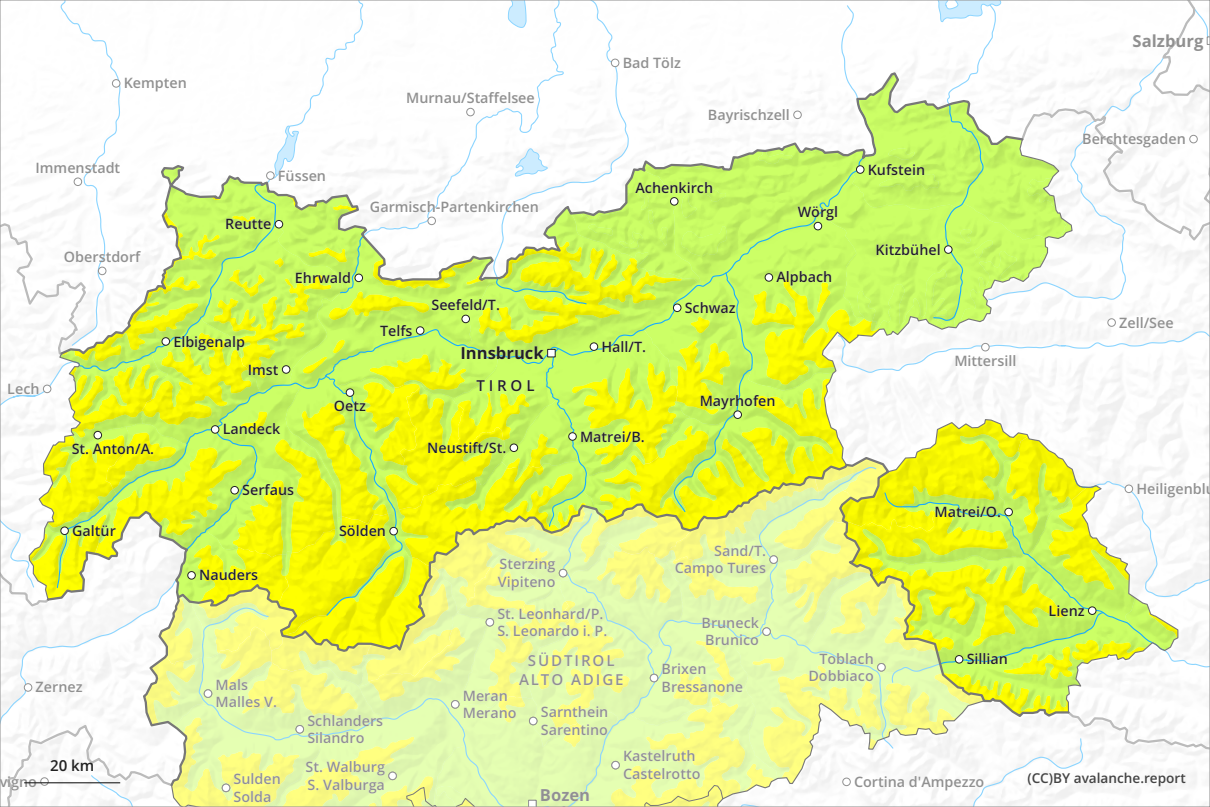 Salzburg
Bad Tölz
Kempten
Murnau/Staffelsee
Bayrischzell
Berchtesgaden
Immenstadt
Füssen
Kufstein
Achenkirch
Garmisch-Partenkirchen
Wörgl
Reutte
Kitzbühel
Oberstdorf
Ehrwald
Alpbach
Seefeld/T.
Schwaz
Telfs
Zell/See
Elbigenalp
Innsbruck
Hall/T.
Mittersill
Imst
TIROL
Lech
Oetz
Mayrhofen
Landeck
Matrei/B.
St. Anton/A.
Neustift/St.
Serfaus
Heiligenblu
Matrei/O.
Galtür
Sölden
Sand/T.
Campo Tures
Sterzing
Vipiteno
Nauders
St. Leonhard/P.
S. Leonardo i. P.
Lienz
Bruneck
Brunico
SÜDTIROL
ALTO ADIGE
Toblach
Dobbiaco
Sillian
Brixen
Bressanone
Zernez
Mals
Malles V.
Meran
Merano
Sarnthein
Sarentino
Schlanders
Silandro
Kastelruth
Castelrotto
20 km
St. Walburg
S. Valburga
vigno
Sulden
Solda
Cortina d'Ampezzo
(CC)BY avalanche.report
Bozen